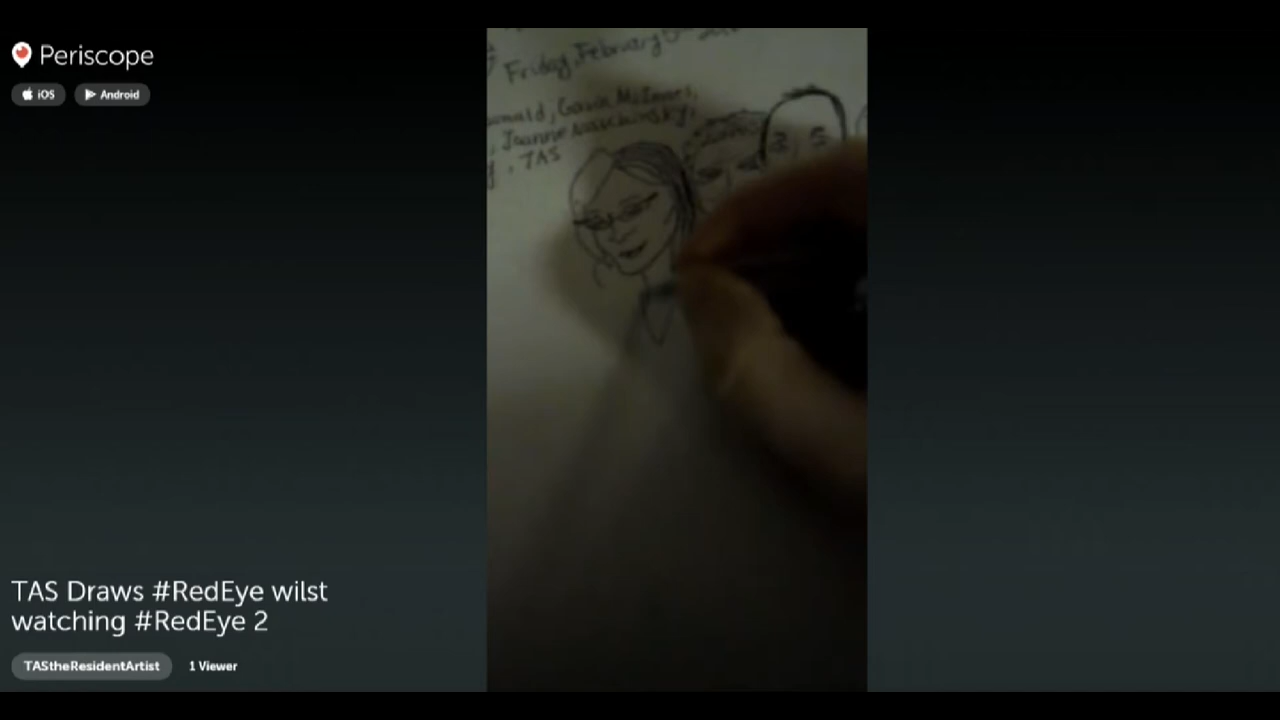 Periscope
iOS
Android
Friday, February
Gavin McInnes,
Joanne
TAS
TAS Draws #RedEye wilst
watching #RedEye 2
TAStheResidentArtist
1 Viewer